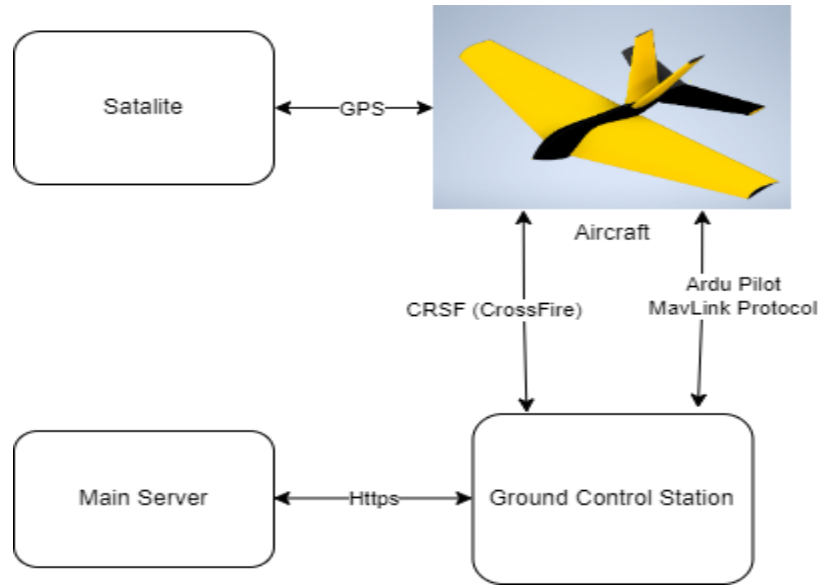 Satalite
GPS
Aircraft
CRSF (CrossFire)
Ardu Pilot
MavLink Protocol
Main Server
Https
Ground Control Station